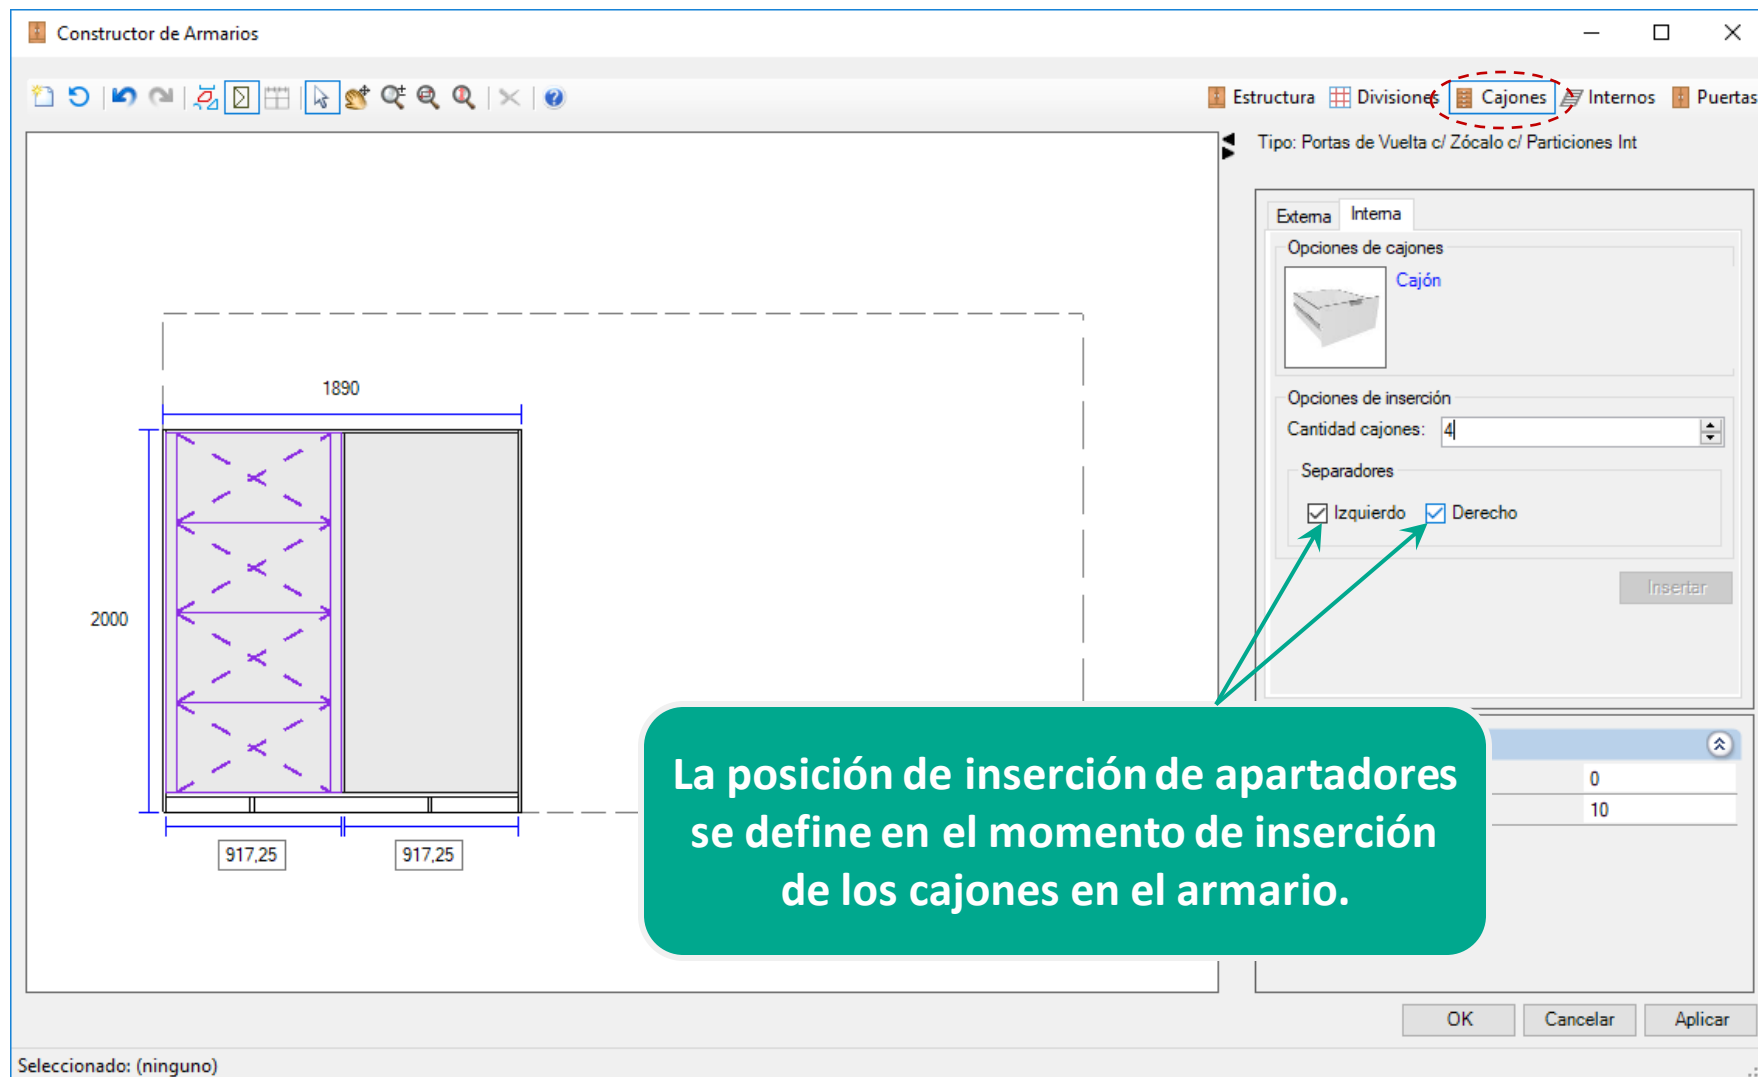 Constructor de Armarios
Estructura Divisiones Cajones Internos Puertas
Tipo: Portas de Vuelta c/ Zócalo c/ Particiones Int
Externa Interna
Opciones de cajones
Cajón
1890
Opciones de inserción
Cantidad cajones: 4
Separadores
Izquierdo Derecho
Insertar
2000
La posición de inserción de apartadores
se define en el momento de inserción
de los cajones en el armario.
0
10
917,25 917,25
OK Cancelar Aplicar
Seleccionado: (ninguno)